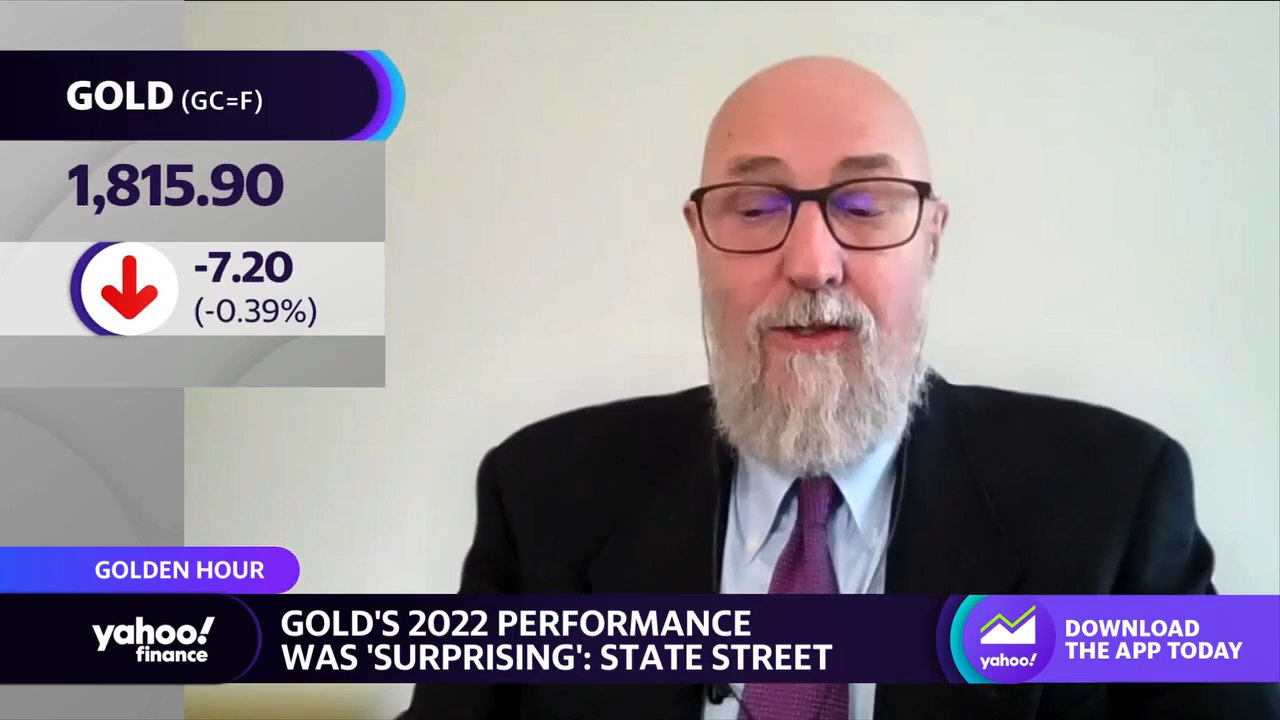 GOLD (GC=F)
1,815.90
-7.20
(-0.39%)
GOLDEN HOUR
yahoo!
finance
GOLD'S 2022 PERFORMANCE
WAS 'SURPRISING': STATE STREET
yahoo!
DOWNLOAD
THE APP TODAY